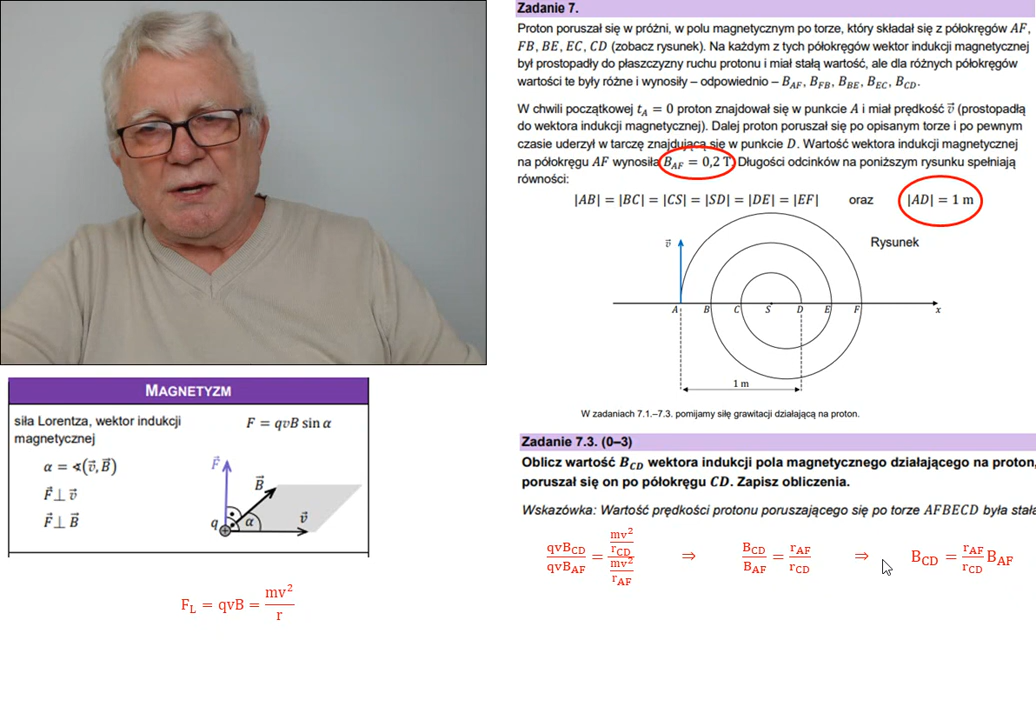 Zadanie 7.
Proton poruszał się w próżni, w polu magnetycznym po torze, który składał się z półokręgów AF,
FB, BE, EC, CD (zobacz rysunek). Na każdym z tych półokręgów wektor indukcji magnetycznej
był prostopadły do płaszczyzny ruchu protonu i miał stałą wartość, ale dla różnych półokręgów
wartości te były różne i wynosiły – odpowiednio – B_AF, B_FB, B_BE, B_EC, B_CD.
W chwili początkowej t_A = 0 proton znajdował się w punkcie A i miał prędkość v⃗ (prostopadłą
do wektora indukcji magnetycznej). Dalej proton poruszał się po opisanym torze i po pewnym
czasie uderzył w tarczę znajdującą się w punkcie D. Wartość wektora indukcji magnetycznej
na półokręgu AF wynosiła B_AF = 0,2 T. Długości odcinków na poniższym rysunku spełniają
równości:
|AB| = |BC| = |CS| = |SD| = |DE| = |EF| oraz |AD| = 1 m
Rysunek
v⃗
A B C S D E F x
1 m
W zadaniach 7.1.–7.3. pomijamy siłę grawitacji działającą na proton.
Zadanie 7.3. (0–3)
Oblicz wartość B_CD wektora indukcji pola magnetycznego działającego na proton,
poruszał się on po półokręgu CD. Zapisz obliczenia.
Wskazówka: Wartość prędkości protonu poruszającego się po torze AFBECD była stała
qvB_CD / qvB_AF = (mv² / r_CD) / (mv² / r_AF) ⇒ B_CD / B_AF = r_AF / r_CD ⇒ B_CD = r_AF / r_CD B_AF
MAGNETYZM
siła Lorentza, wektor indukcji
magnetycznej
F = qvB sin α
α = ∢(v⃗, B⃗)
F⃗ ⊥ v⃗
F⃗ ⊥ B⃗
F⃗
B⃗
q α v⃗
F_L = qvB = mv² / r